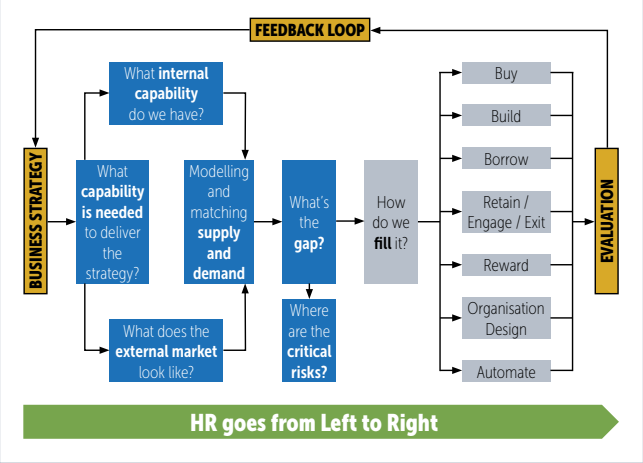 FEEDBACK LOOP
BUSINESS STRATEGY
What
capability
is needed
to deliver
the
strategy?
What internal
capability
do we have?
What does the
external market
look like?
Modelling
and
matching
supply
and
demand
What's
the
gap?
Where
are the
critical
risks?
How
do we
fill it?
Buy
Build
Borrow
Retain /
Engage / Exit
Reward
Organisation
Design
Automate
EVALUATION
HR goes from Left to Right